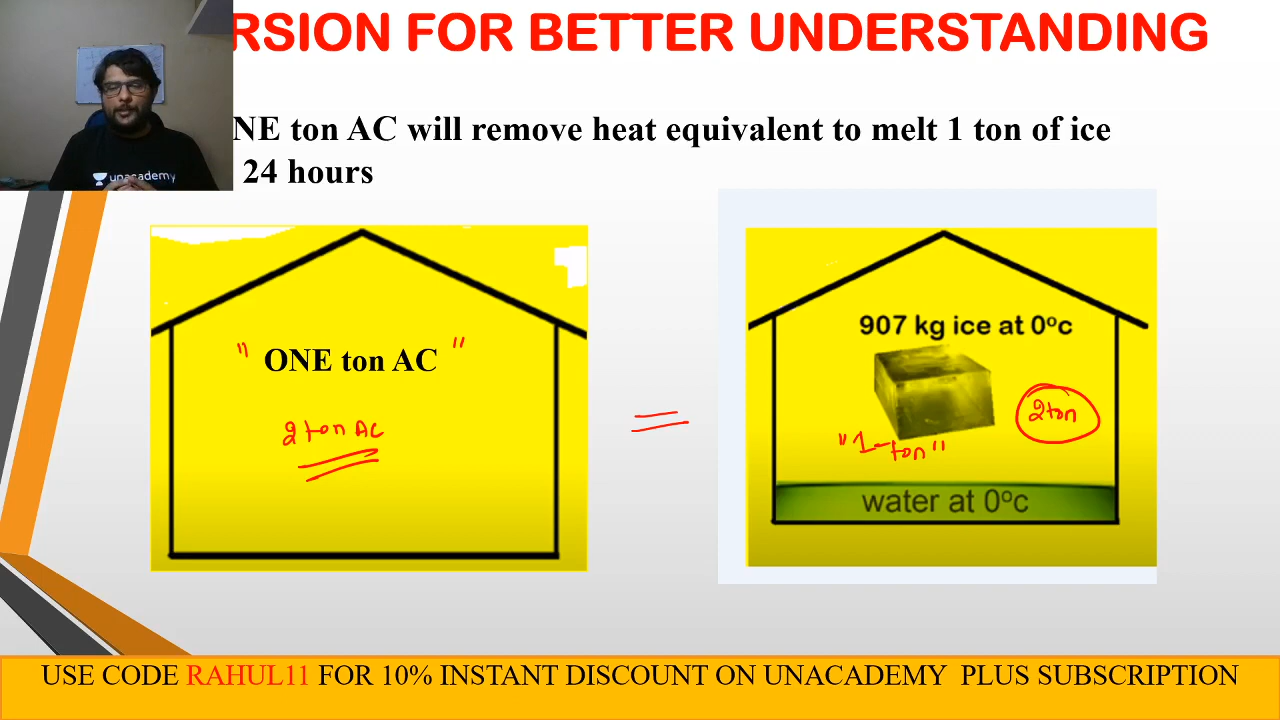 RSION FOR BETTER UNDERSTANDING
unacademy
NE ton AC will remove heat equivalent to melt 1 ton of ice
24 hours
" ONE ton AC "
2 ton AC
=
907 kg ice at 0ºc
2ton
"1-ton"
water at 0ºc
USE CODE RAHUL11 FOR 10% INSTANT DISCOUNT ON UNACADEMY PLUS SUBSCRIPTION